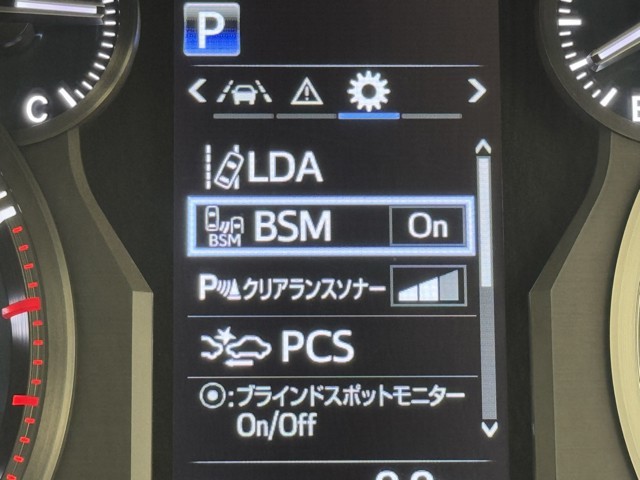 P
C
LDA
BSM BSM On
P クリアランスソナー
PCS
◎:ブラインドスポットモニター
On/Off